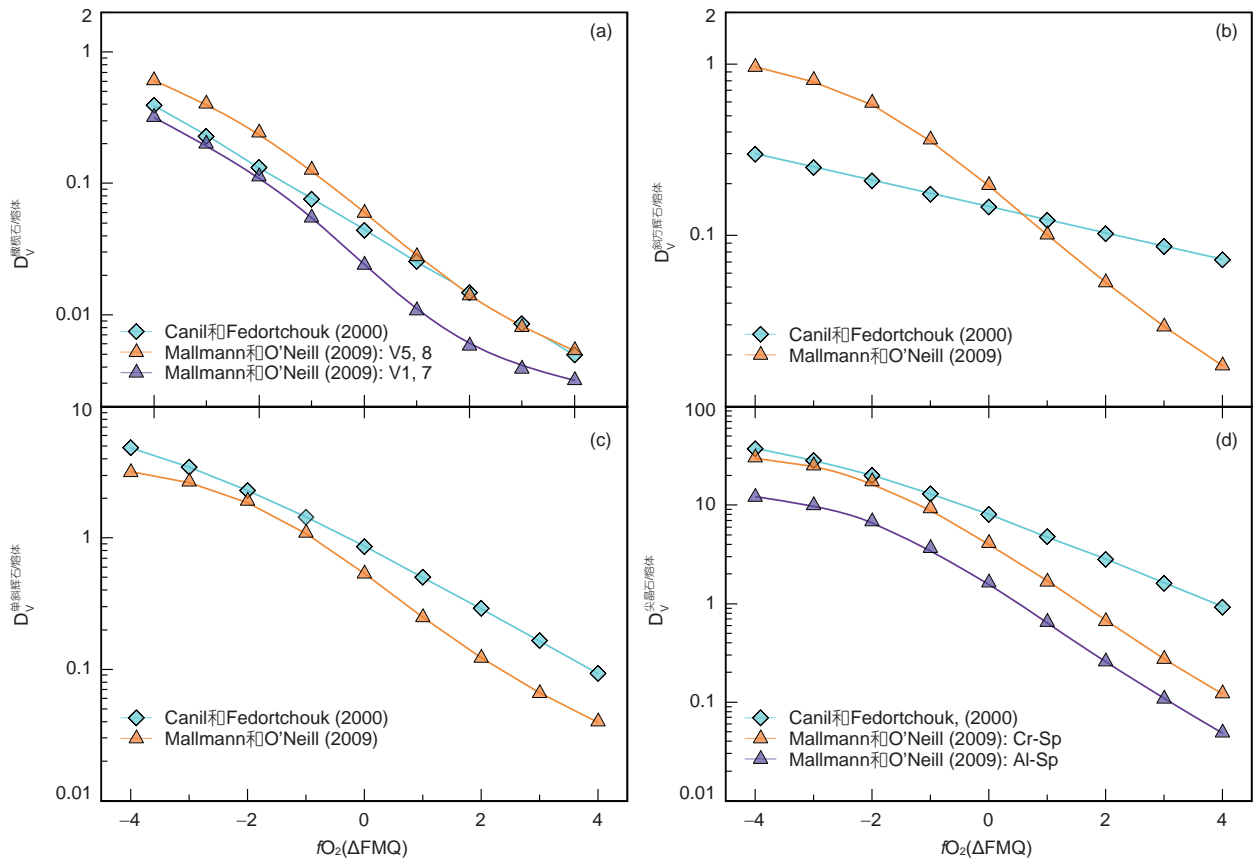 2
1
0.1
0.01
(a)
D_V^橄榄石/熔体
Canil和Fedortchouk (2000)
Mallmann和O'Neill (2009): V5, 8
Mallmann和O'Neill (2009): V1, 7
1
0.1
0.1
(b)
D_V^斜方辉石/熔体
Canil和Fedortchouk (2000)
Mallmann和O'Neill (2009)
10
1
0.1
0.01
(c)
D_V^单斜辉石/熔体
Canil和Fedortchouk (2000)
Mallmann和O'Neill (2009)
−4 −2 0 2 4
fO₂(ΔFMQ)
100
10
1
0.1
0.01
(d)
D_V^尖晶石/熔体
Canil和Fedortchouk, (2000)
Mallmann和O'Neill (2009): Cr-Sp
Mallmann和O'Neill (2009): Al-Sp
−4 −2 0 2 4
fO₂(ΔFMQ)